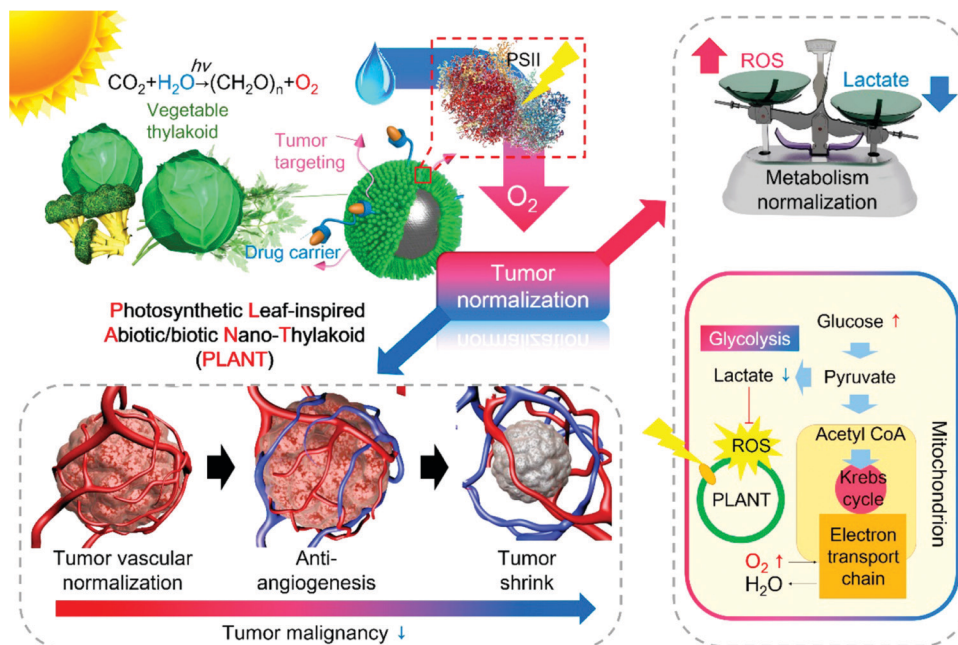 hv
CO₂+H₂O→(CH₂O)ₙ+O₂
Vegetable
thylakoid
Tumor
targeting
Drug carrier
PSII
O₂
Tumor
normalization
Photosynthetic Leaf-inspired
Abiotic/biotic Nano-Thylakoid
(PLANT)
Tumor vascular
normalization
Anti-
angiogenesis
Tumor
shrink
Tumor malignancy ↓
ROS
Lactate
Metabolism
normalization
Glucose ↑
Glycolysis
Lactate ↓
Pyruvate
ROS
PLANT
Acetyl CoA
Krebs
cycle
Electron
transport
chain
O₂ ↑
H₂O
Mitochondrion